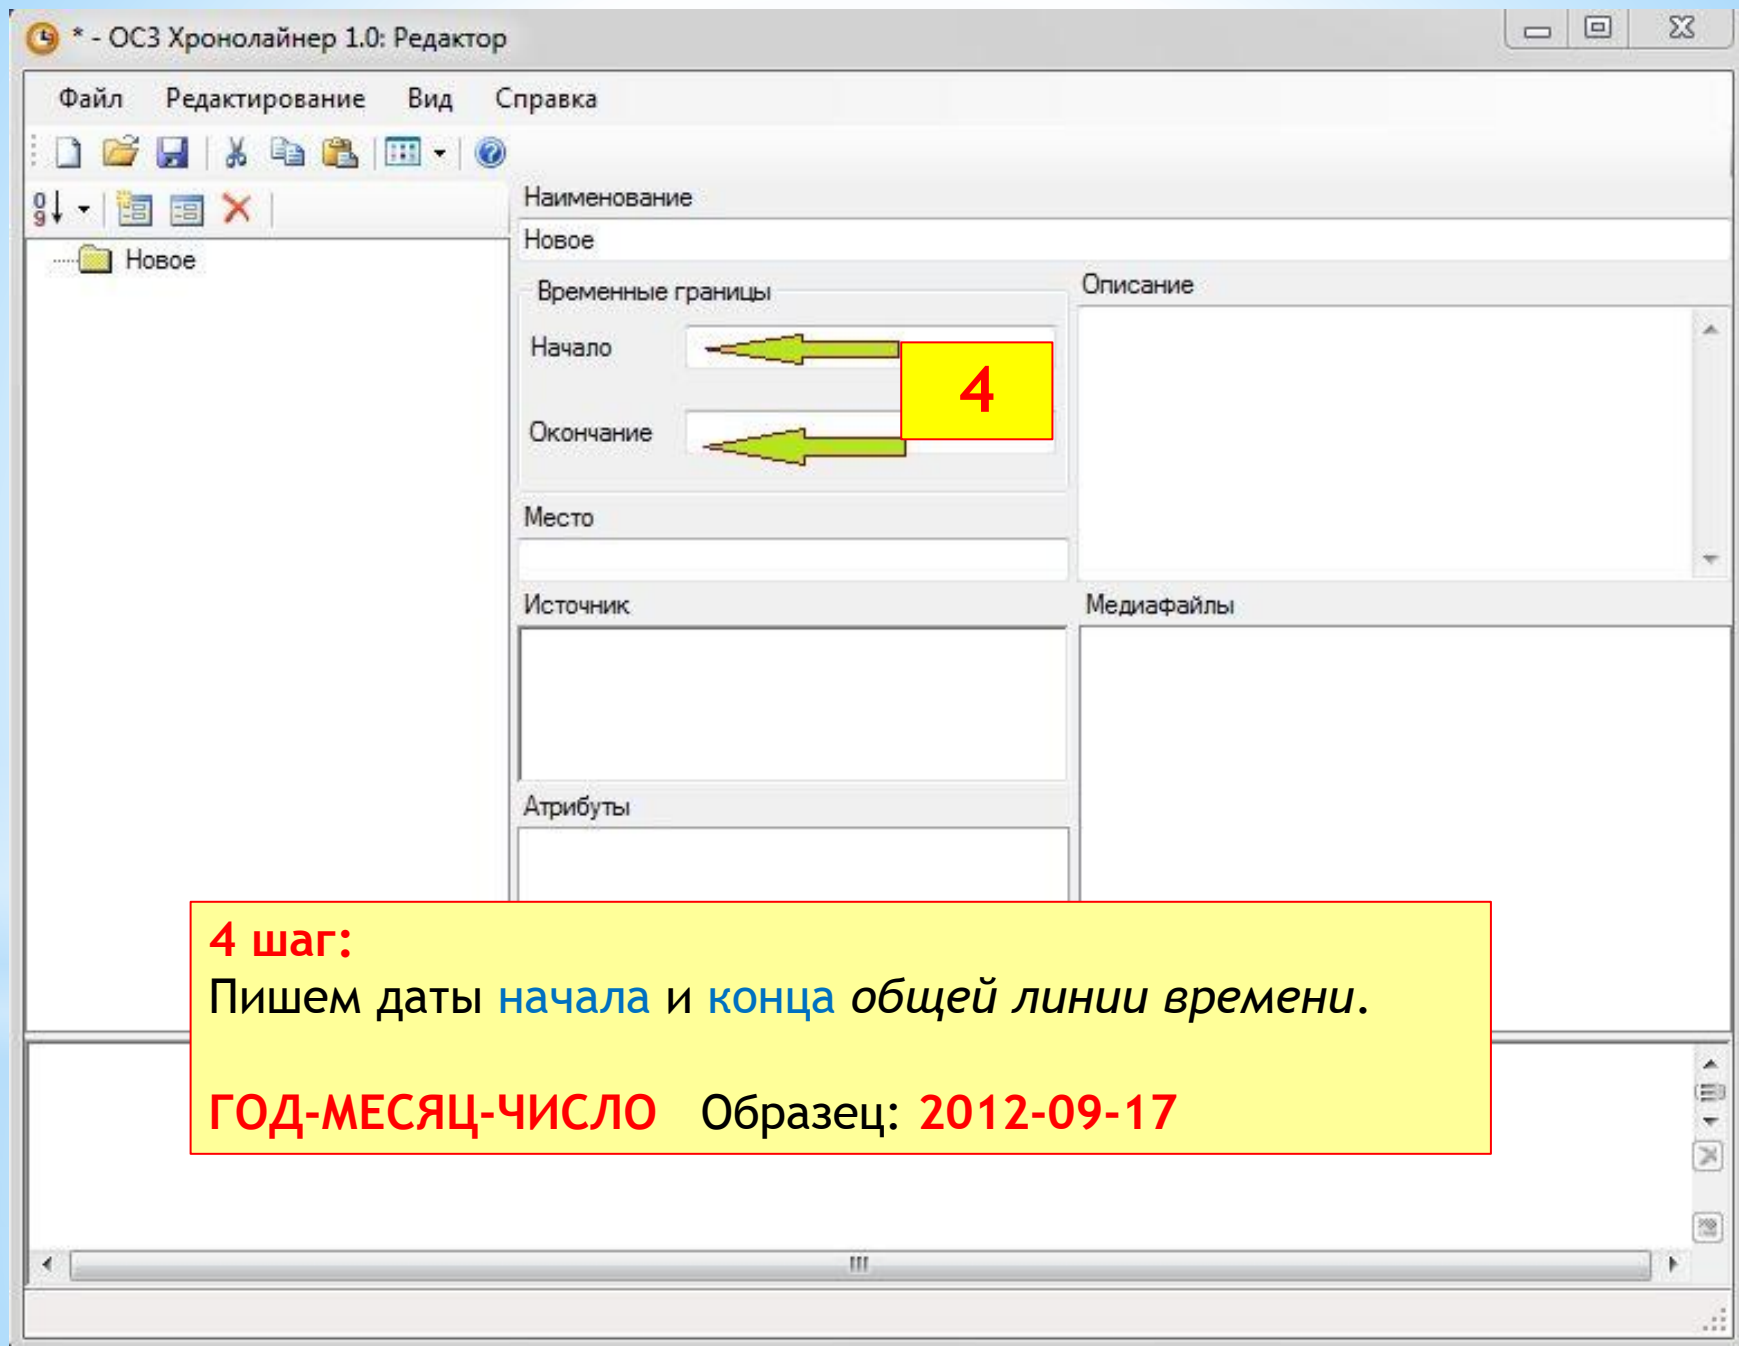 * - ОС3 Хронолайнер 1.0: Редактор
Файл Редактирование Вид Справка
Наименование
Новое
Новое
Временные границы
Описание
Начало
4
Окончание
Место
Источник
Медиафайлы
Атрибуты
4 шаг:
Пишем даты начала и конца общей линии времени.
ГОД-МЕСЯЦ-ЧИСЛО Образец: 2012-09-17